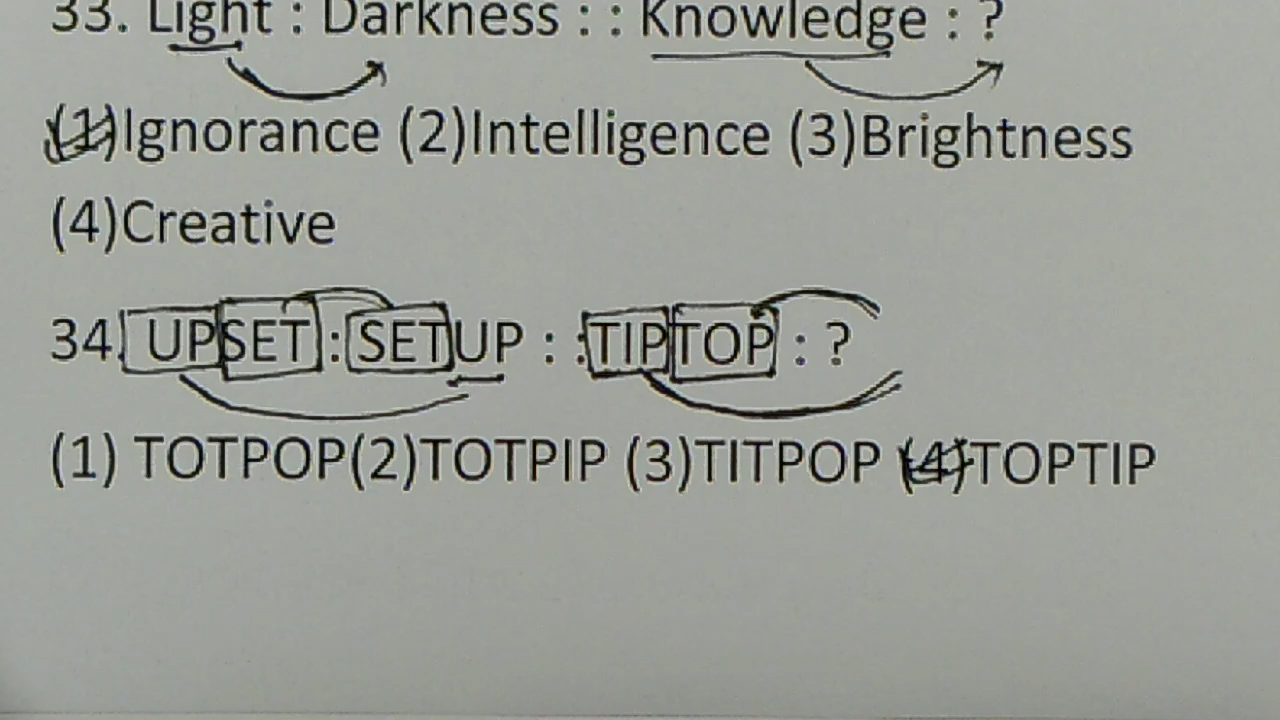 33. Light : Darkness : : Knowledge : ?
(1)Ignorance (2)Intelligence (3)Brightness
(4)Creative
34. UPSET : SETUP : : TIPTOP : ?
(1) TOTPOP(2)TOTPIP (3)TITPOP (4)TOPTIP